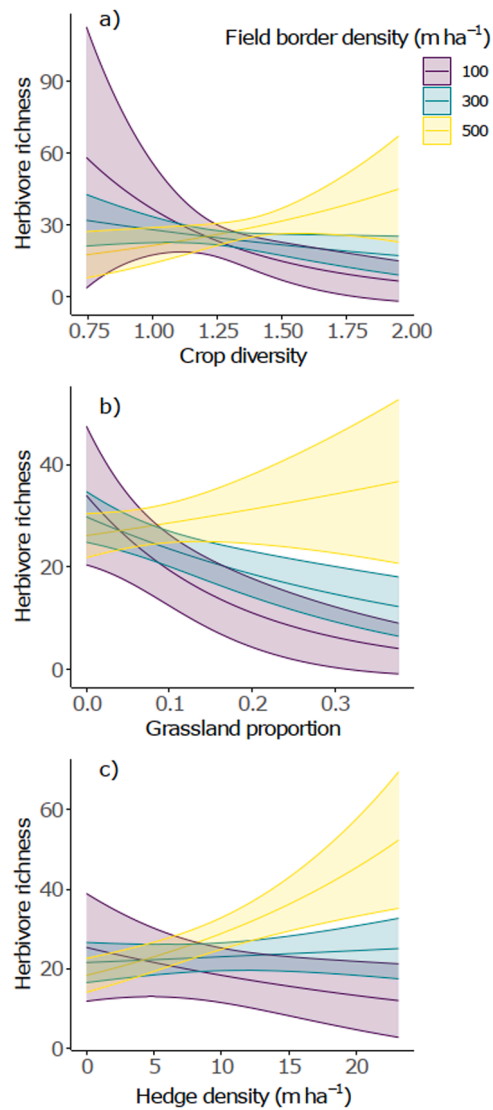 a)
Field border density (m ha⁻¹)
100
300
500
Herbivore richness
90
60
30
0
0.75 1.00 1.25 1.50 1.75 2.00
Crop diversity
b)
Herbivore richness
40
20
0
0.0 0.1 0.2 0.3
Grassland proportion
c)
Herbivore richness
60
40
20
0
0 5 10 15 20
Hedge density (m ha⁻¹)